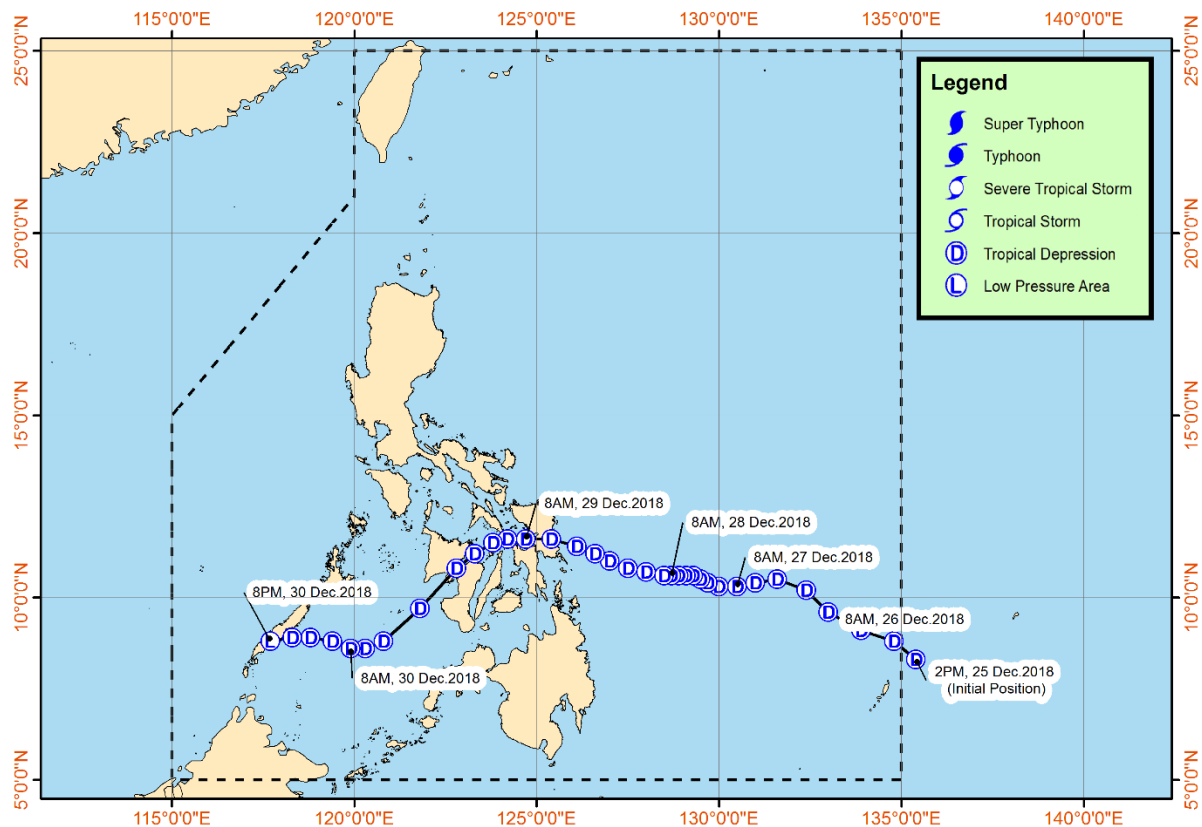 115°0'0"E 120°0'0"E 125°0'0"E 130°0'0"E 135°0'0"E 140°0'0"E
25°0'0"N
25°0'0"N
Legend
Super Typhoon
Typhoon
Severe Tropical Storm
Tropical Storm
D Tropical Depression
L Low Pressure Area
20°0'0"N
20°0'0"N
15°0'0"N
15°0'0"N
8AM, 29 Dec.2018
8AM, 28 Dec.2018
8AM, 27 Dec.2018
8PM, 30 Dec.2018
10°0'0"N
10°0'0"N
8AM, 26 Dec.2018
8AM, 30 Dec.2018
2PM, 25 Dec.2018
(Initial Position)
L D D D D D D D D D D D D D D D D D D D D D D D D D D D D D D D D D D D D D
5°0'0"N
5°0'0"N
115°0'0"E 120°0'0"E 125°0'0"E 130°0'0"E 135°0'0"E 140°0'0"E